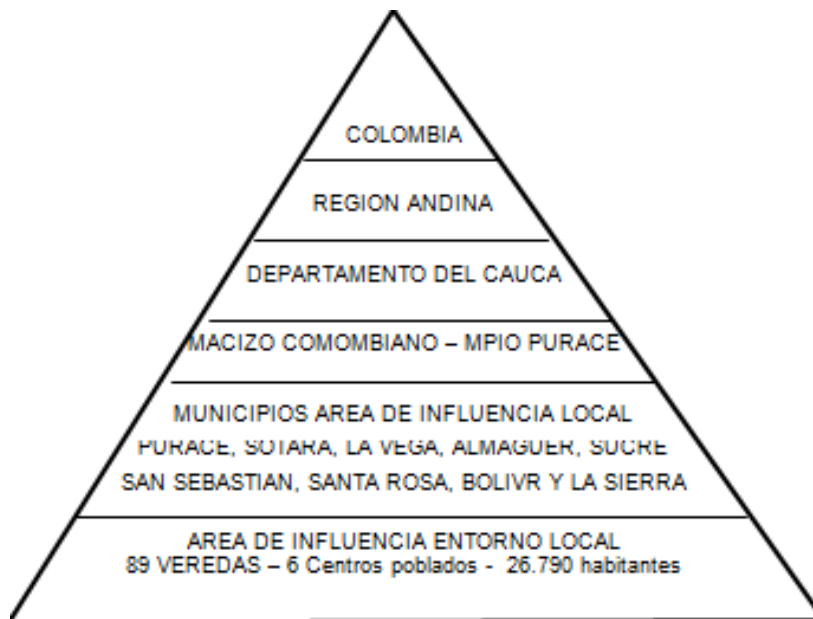 COLOMBIA
REGION ANDINA
DEPARTAMENTO DEL CAUCA
MACIZO COMOMBIANO – MPIO PURACE
MUNICIPIOS AREA DE INFLUENCIA LOCAL
PURACE, SOTARA, LA VEGA, ALMAGUER, SUCRE
SAN SEBASTIAN, SANTA ROSA, BOLIVR Y LA SIERRA
AREA DE INFLUENCIA ENTORNO LOCAL
89 VEREDAS – 6 Centros poblados - 26.790 habitantes